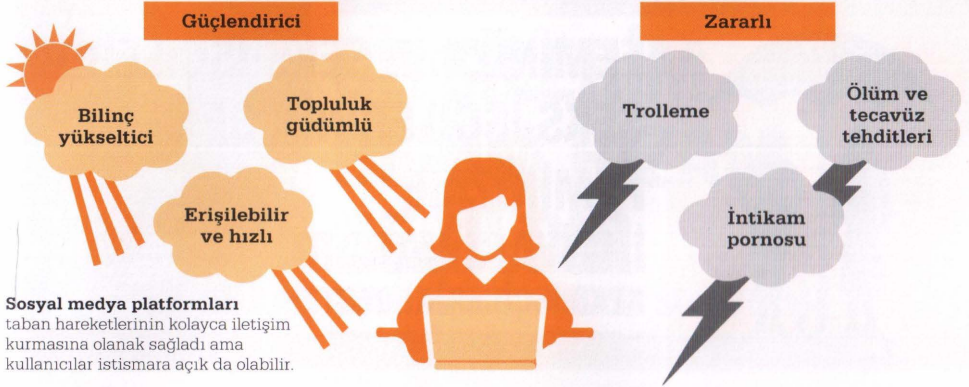 Güçlendirici
Zararlı
Bilinç
yükseltici
Topluluk
güdümlü
Erişilebilir
ve hızlı
Trolleme
Ölüm ve
tecavüz
tehditleri
İntikam
pornosu
Sosyal medya platformları
taban hareketlerinin kolayca iletişim
kurmasına olanak sağladı ama
kullanıcılar istismara açık da olabilir.